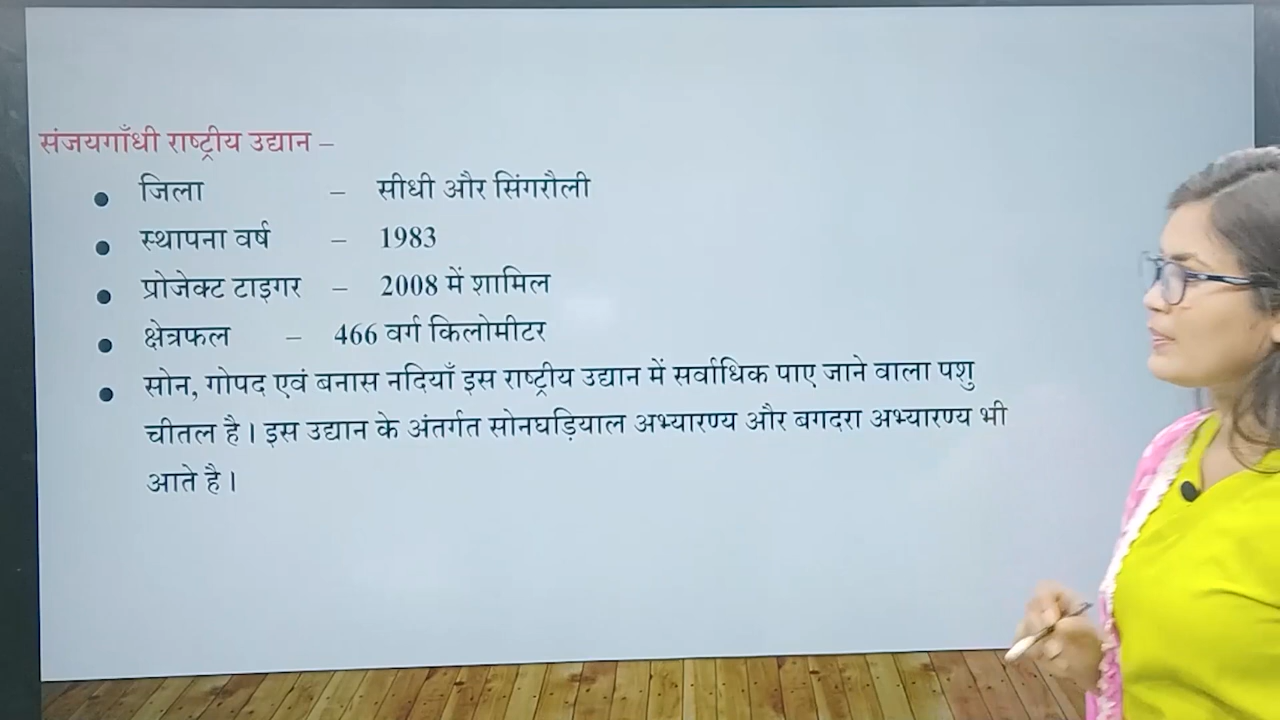 संजयगाँधी राष्ट्रीय उद्यान –
• जिला – सीधी और सिंगरौली
• स्थापना वर्ष – 1983
• प्रोजेक्ट टाइगर – 2008 में शामिल
• क्षेत्रफल – 466 वर्ग किलोमीटर
• सोन, गोपद एवं बनास नदियाँ इस राष्ट्रीय उद्यान में सर्वाधिक पाए जाने वाला पशु
चीतल है। इस उद्यान के अंतर्गत सोनघड़ियाल अभ्यारण्य और बगदरा अभ्यारण्य भी
आते है।